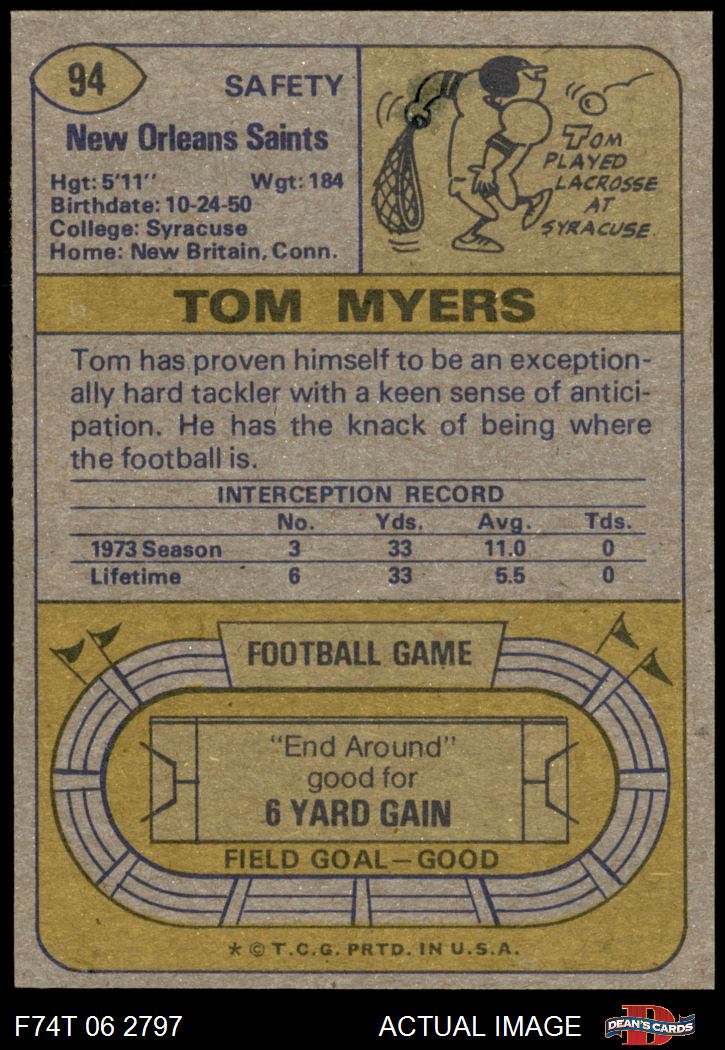 94
SAFETY
New Orleans Saints
Hgt: 5'11" Wgt: 184
Birthdate: 10-24-50
College: Syracuse
Home: New Britain, Conn.
TOM
PLAYED
LACROSSE
AT
SYRACUSE.
TOM MYERS
Tom has proven himself to be an exception-
ally hard tackler with a keen sense of antici-
pation. He has the knack of being where
the football is.
INTERCEPTION RECORD
No. Yds. Avg. Tds.
1973 Season 3 33 11.0 0
Lifetime 6 33 5.5 0
FOOTBALL GAME
"End Around"
good for
6 YARD GAIN
FIELD GOAL—GOOD
* © T.C.G. PRTD. IN U.S.A.
F74T 06 2797 ACTUAL IMAGE
D
DEAN'S CARDS